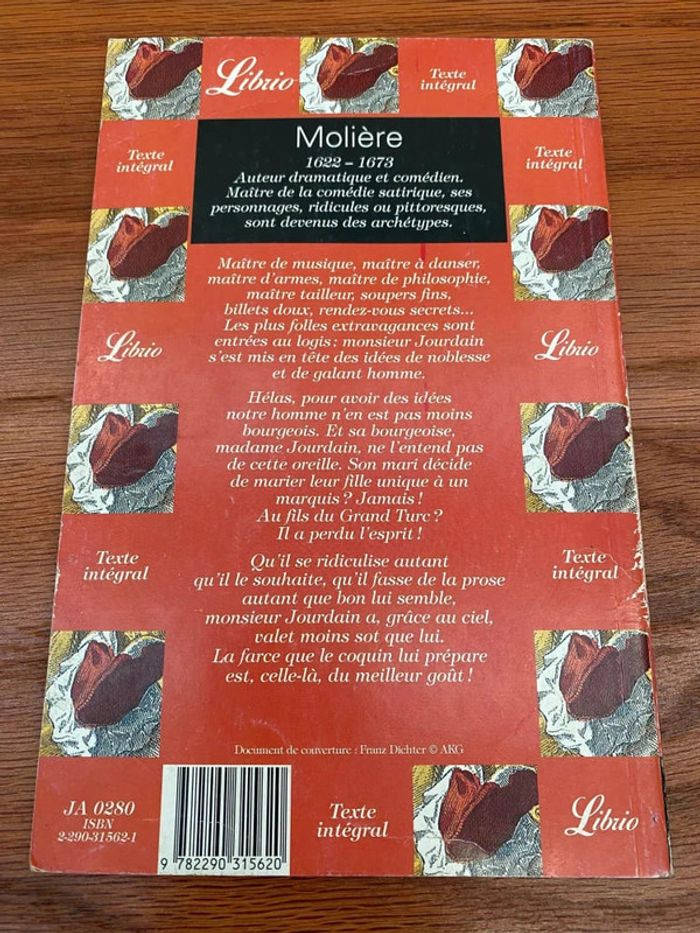 Librio
Texte
intégral
Texte
intégral
Molière
1622 – 1673
Auteur dramatique et comédien.
Maître de la comédie satirique, ses
personnages, ridicules ou pittoresques,
sont devenus des archétypes.
Texte
intégral
Maître de musique, maître à danser,
maître d'armes, maître de philosophie,
maître tailleur, soupers fins,
billets doux, rendez-vous secrets...
Les plus folles extravagances sont
entrées au logis : monsieur Jourdain
s'est mis en tête des idées de noblesse
et de galant homme.
Librio
Librio
Hélas, pour avoir des idées
notre homme n'en est pas moins
bourgeois. Et sa bourgeoise,
madame Jourdain, ne l'entend pas
de cette oreille. Son mari décide
de marier leur fille unique à un
marquis ? Jamais !
Au fils du Grand Turc ?
Il a perdu l'esprit !
Texte
intégral
Texte
intégral
Qu'il se ridiculise autant
qu'il le souhaite, qu'il fasse de la prose
autant que bon lui semble,
monsieur Jourdain a, grâce au ciel,
valet moins sot que lui.
La farce que le coquin lui prépare
est, celle-là, du meilleur goût !
Document de couverture : Franz Dichter © AKG
JA 0280
ISBN
2-290-31562-1
9 782290 315620
Texte
intégral
Librio